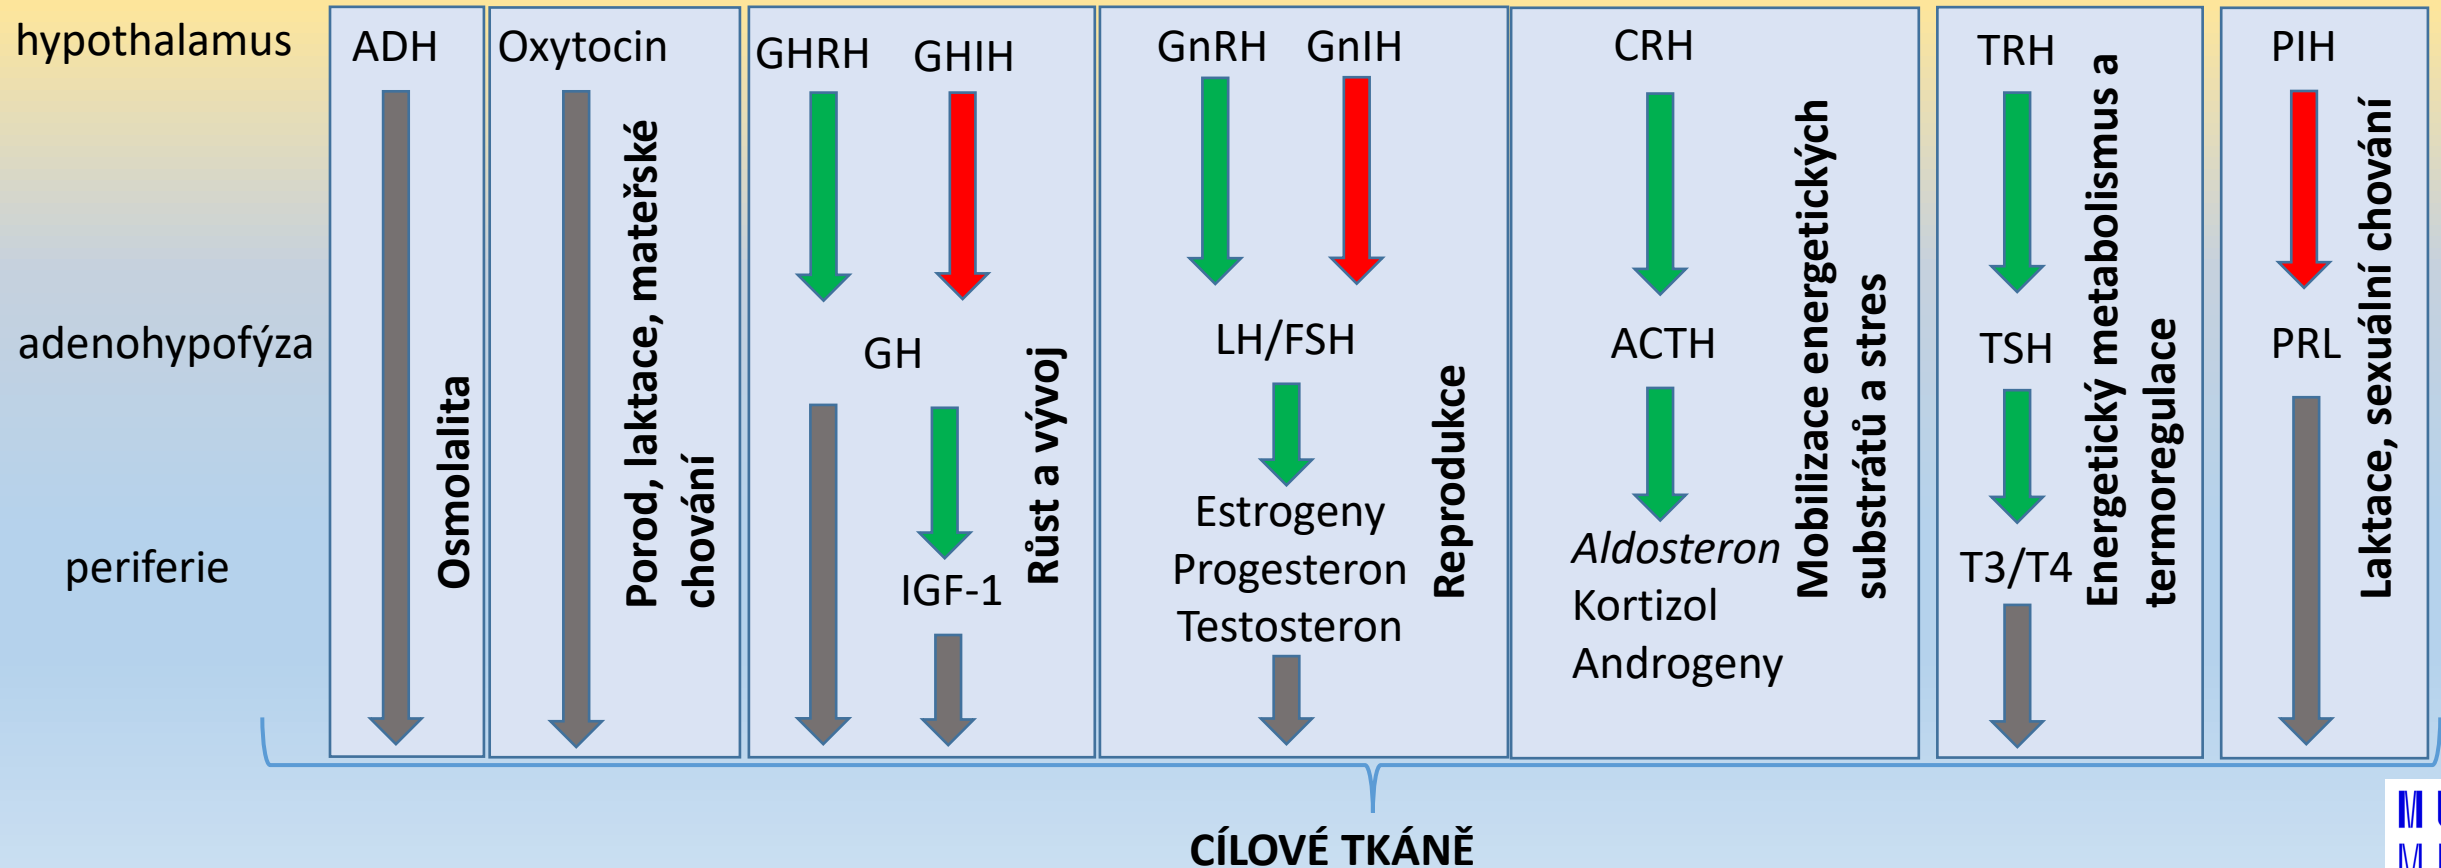 hypothalamus
ADH
Oxytocin
GHRH
GHIH
GnRH
GnIH
CRH
TRH
PIH
adenohypofýza
GH
LH/FSH
ACTH
TSH
PRL
periferie
IGF-1
Estrogeny
Progesteron
Testosteron
Aldosteron
Kortizol
Androgeny
T3/T4
Osmolalita
Porod, laktace, mateřské
chování
Růst a vývoj
Reprodukce
Mobilizace energetických
substrátů a stres
Energetický metabolismus a
termoregulace
Laktace, sexuální chování
CÍLOVÉ TKÁNĚ